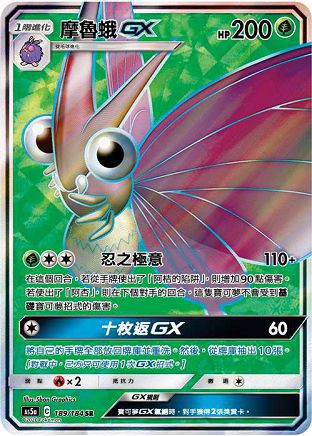 1階進化 摩魯蛾GX HP200
從毛球進化
忍之極意 110+
在這個回合,若從手牌使出了「阿桔的陷阱」,則增加90點傷害。
若使出了「阿杏」,則在下個對手的回合,這隻寶可夢不會受到基
礎寶可夢招式的傷害。
十枚返GX 60
將自己的手牌全部放回牌庫並重洗。然後,從牌庫抽出10張。
[對戰中,己方只可使用1次GX招式。]
弱點 ×2 抵抗力 撤退
Illus. Shin Nagasawa GX規則
AS5a C 189/184 SR 寶可夢GX氣絕時,對手獲得2張獎賞卡。